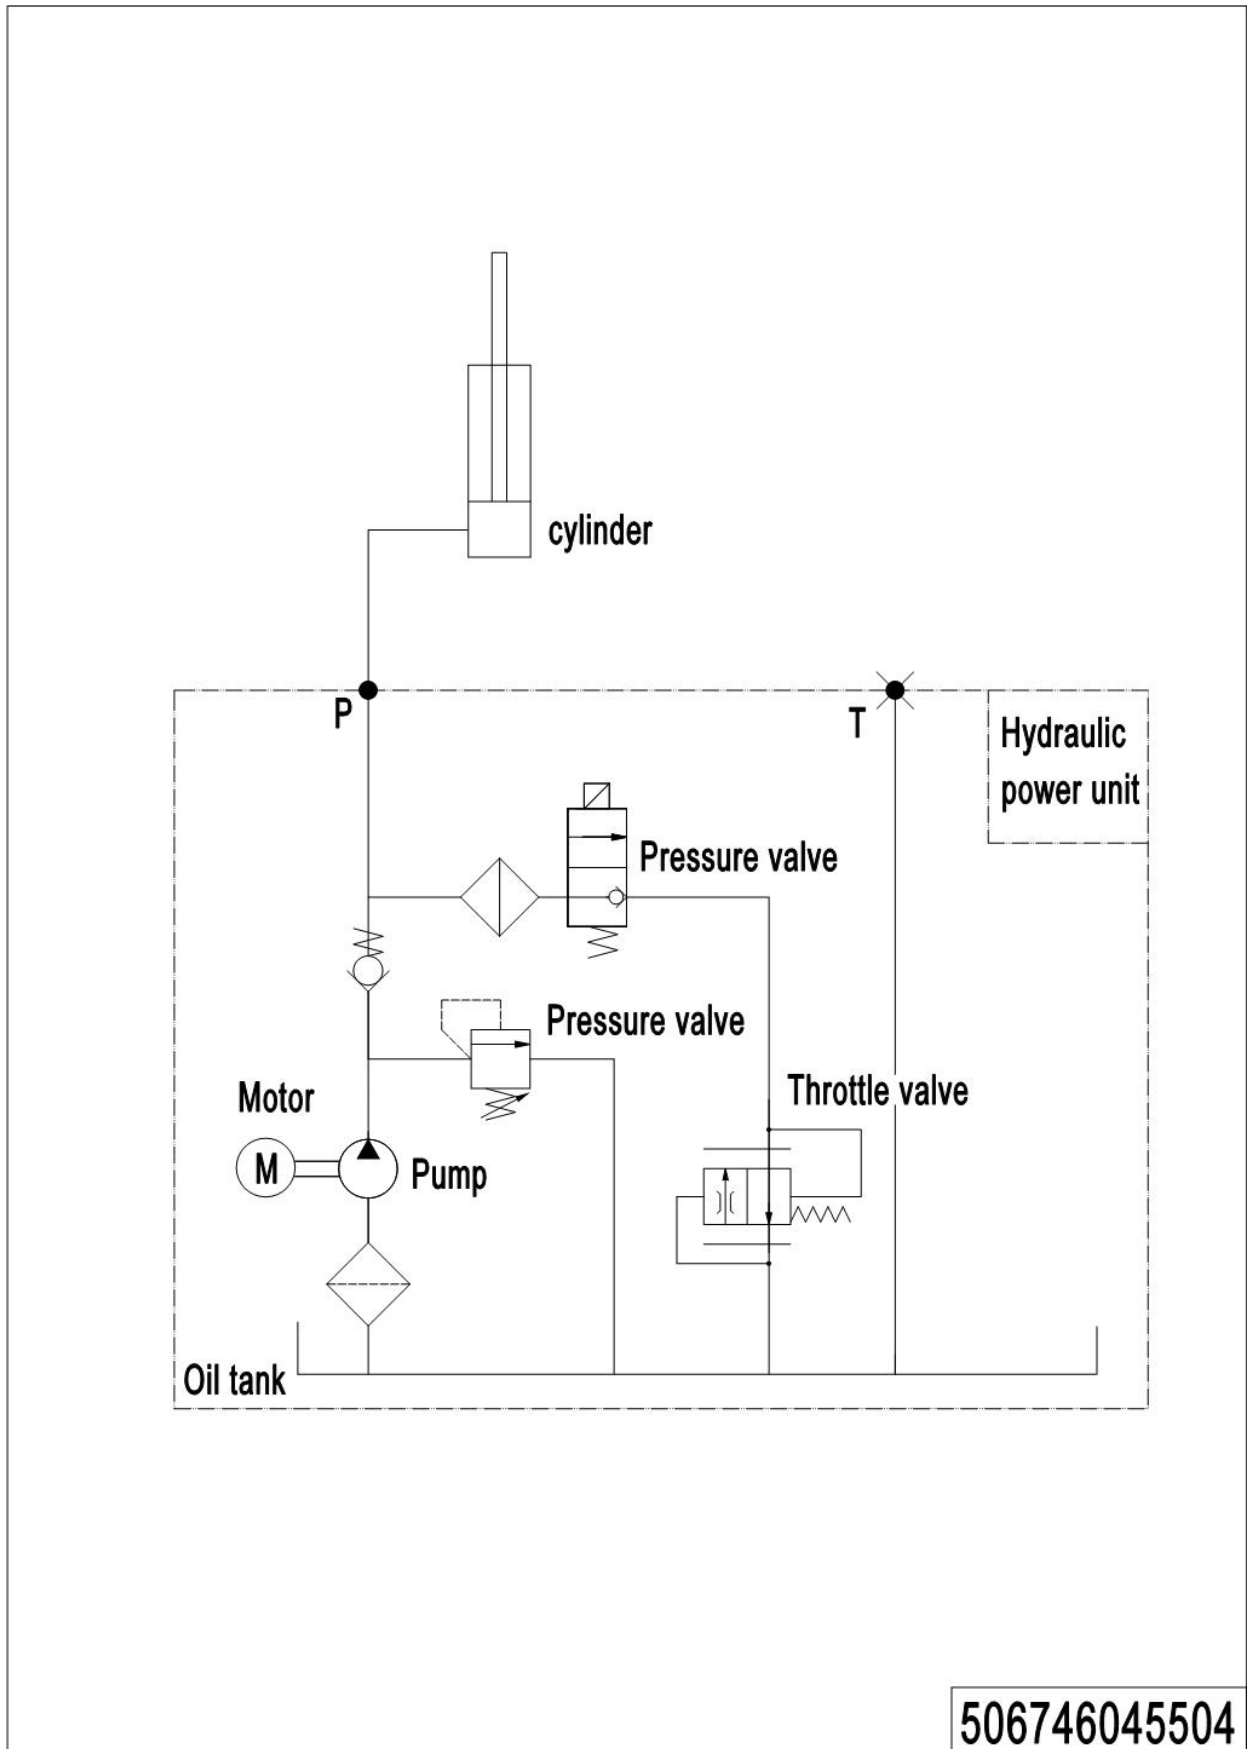 cylinder
P
T
Hydraulic
power unit
Pressure valve
Pressure valve
Throttle valve
Motor
M
Pump
Oil tank
506746045504